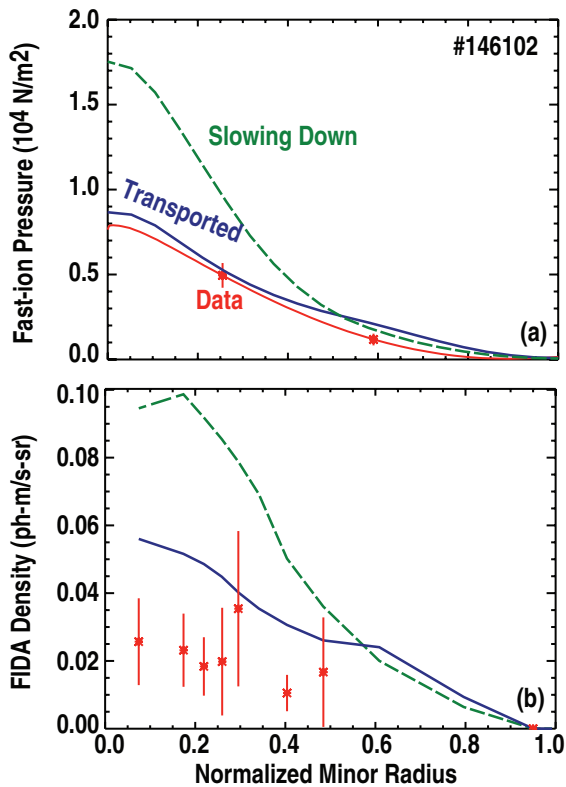 #146102
Fast-ion Pressure (10⁴ N/m²)
2.0
1.5
1.0
0.5
0.0
Slowing Down
Transported
Data
(a)
FIDA Density (ph-m/s-sr)
0.10
0.08
0.06
0.04
0.02
0.00
(b)
0.0 0.2 0.4 0.6 0.8 1.0
Normalized Minor Radius